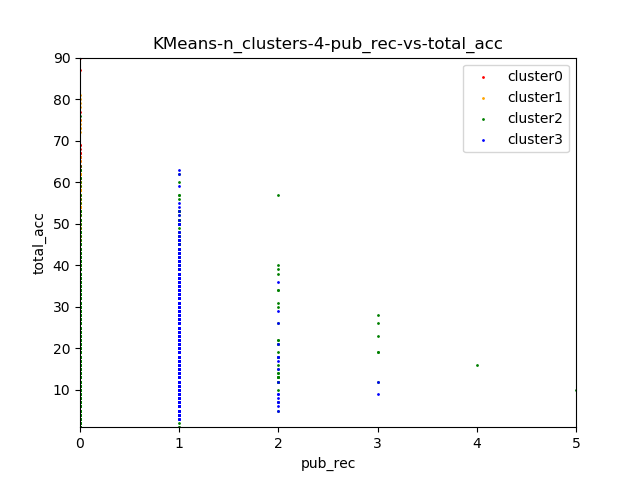 KMeans-n_clusters-4-pub_rec-vs-total_acc
90
80
70
60
50
40
30
20
10
total_acc
cluster0
cluster1
cluster2
cluster3
0 1 2 3 4 5
pub_rec